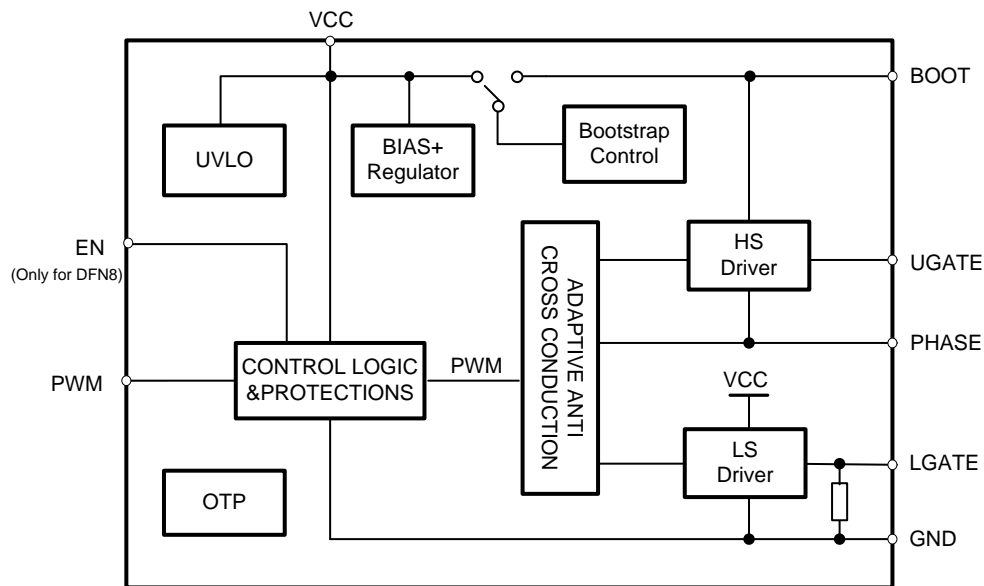 VCC
BOOT
UVLO
BIAS+
Regulator
Bootstrap
Control
EN
(Only for DFN8)
HS
Driver
UGATE
ADAPTIVE ANTI
CROSS CONDUCTION
PHASE
PWM
CONTROL LOGIC
&PROTECTIONS
PWM
VCC
LS
Driver
LGATE
OTP
GND